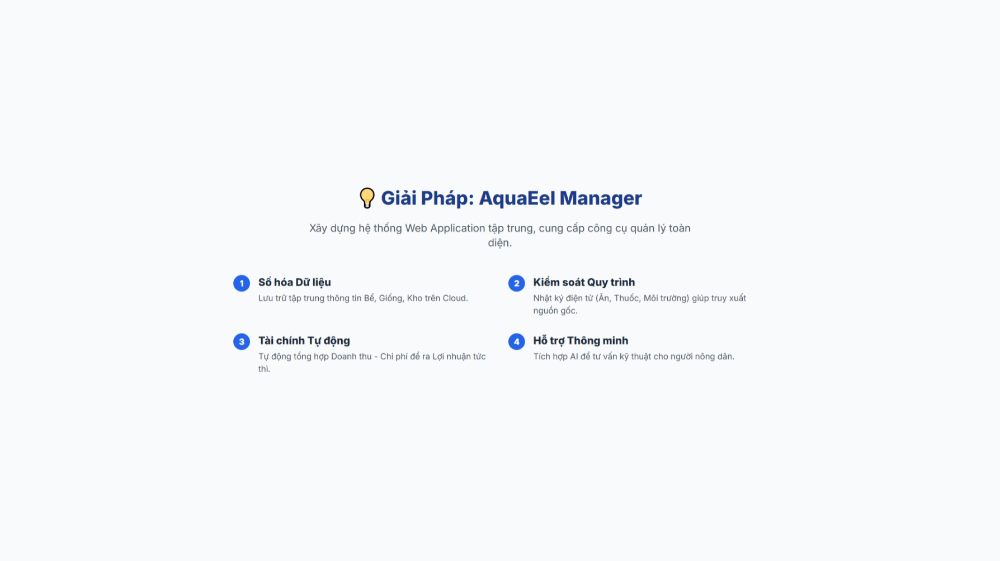 Giải Pháp: AquaEel Manager
Xây dựng hệ thống Web Application tập trung, cung cấp công cụ quản lý toàn
diện.
1 Số hóa Dữ liệu
Lưu trữ tập trung thông tin Bể, Giống, Kho trên Cloud.
2 Kiểm soát Quy trình
Nhật ký điện tử (Ăn, Thuốc, Môi trường) giúp truy xuất
nguồn gốc.
3 Tài chính Tự động
Tự động tổng hợp Doanh thu - Chi phí để ra Lợi nhuận tức
thì.
4 Hỗ trợ Thông minh
Tích hợp AI để tư vấn kỹ thuật cho người nông dân.